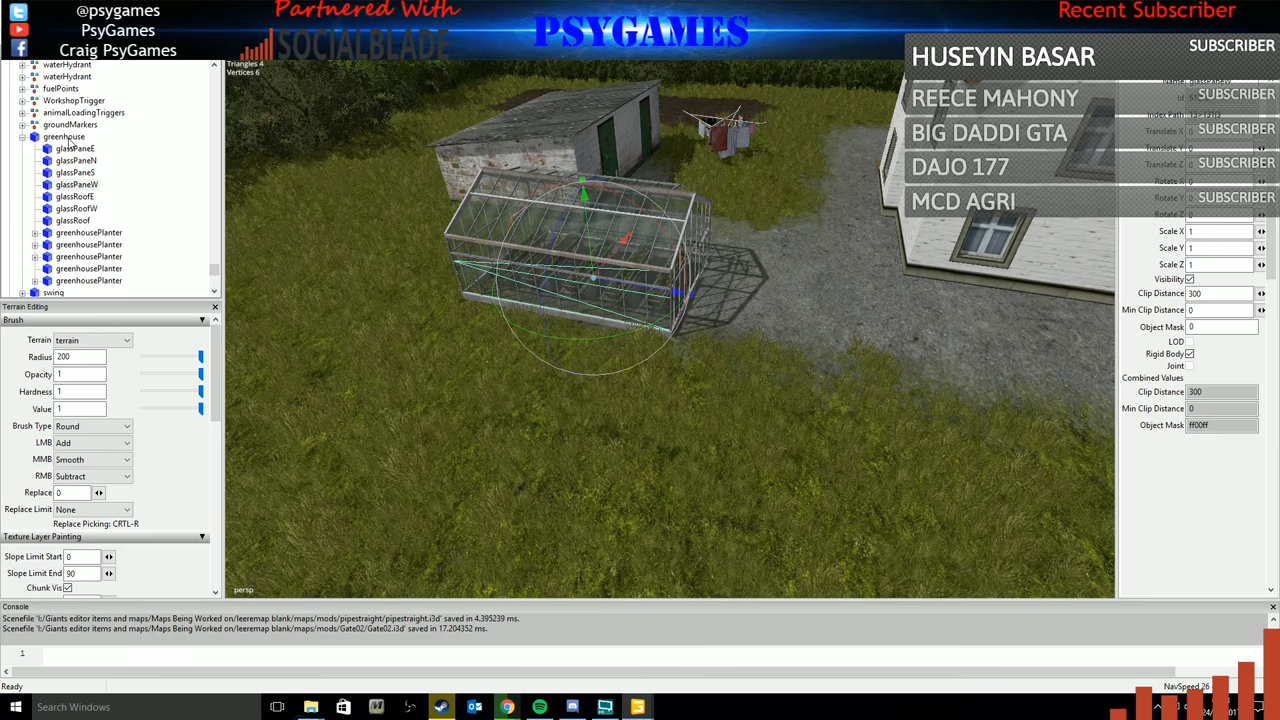 @psygames
PsyGames
Craig PsyGames
Partnered With
SOCIALBLADE
PSYGAMES
Recent Subscriber
HUSEYIN BASAR SUBSCRIBER
REECE MAHONY SUBSCRIBER
BIG DADDI GTA SUBSCRIBER
DAJO 177 SUBSCRIBER
MCD AGRI SUBSCRIBER
Triangles 4
Vertices 6
waterHydrant
waterHydrant
fuelPoints
WorkshopTrigger
animalLoadingTriggers
groundMarkers
greenhouse
glassPaneE
glassPaneN
glassPaneS
glassPaneW
glassRoofE
glassRoofW
glassRoof
greenhousePlanter
greenhousePlanter
greenhousePlanter
greenhousePlanter
greenhousePlanter
swing
Terrain Editing
Brush
Terrain terrain
Radius 200
Opacity 1
Hardness 1
Value 1
Brush Type Round
LMB Add
MMB Smooth
RMB Subtract
Replace 0
Replace Limit None
Replace Picking: CRTL-R
Texture Layer Painting
Slope Limit Start 0
Slope Limit End 90
Chunk Vis
persp
Scale X 1
Scale Y 1
Scale Z 1
Visibility
Clip Distance 300
Min Clip Distance 0
Object Mask 0
LOD
Rigid Body
Joint
Combined Values
Clip Distance 300
Min Clip Distance 0
Object Mask ff00ff
Console
Scenefile 'I:/Giants editor items and maps/Maps Being Worked on/leeremap blank/maps/mods/pipestraight/pipestraight.i3d' saved in 4.395239 ms.
Scenefile 'I:/Giants editor items and maps/Maps Being Worked on/leeremap blank/maps/mods/Gate02/Gate02.i3d' saved in 17.204352 ms.
1
Ready
NavSpeed 26
Search Windows